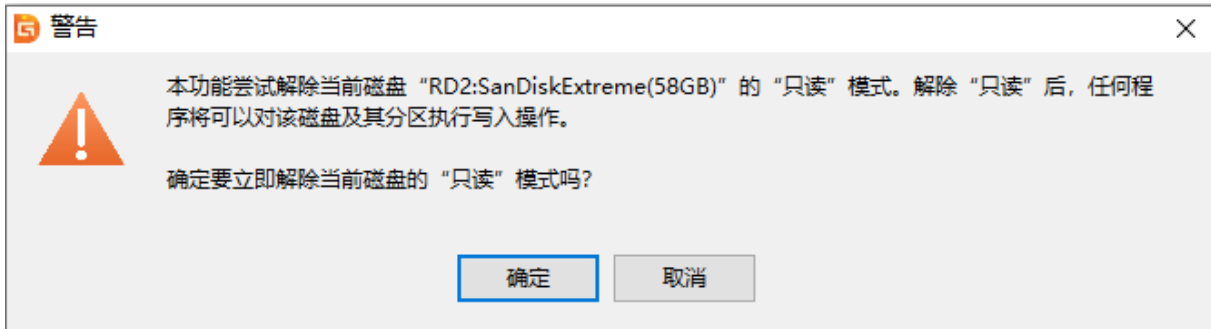 警告
本功能尝试解除当前磁盘“RD2:SanDiskExtreme(58GB)”的“只读”模式。解除“只读”后，任何程
序将可以对该磁盘及其分区执行写入操作。
确定要立即解除当前磁盘的“只读”模式吗？
确定
取消